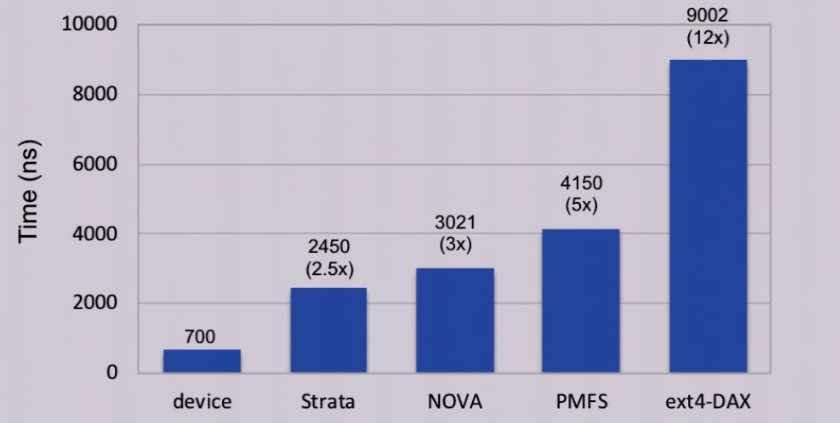 10000
8000
6000
4000
2000
0
Time (ns)
700
2450
(2.5x)
3021
(3x)
4150
(5x)
9002
(12x)
device Strata NOVA PMFS ext4-DAX